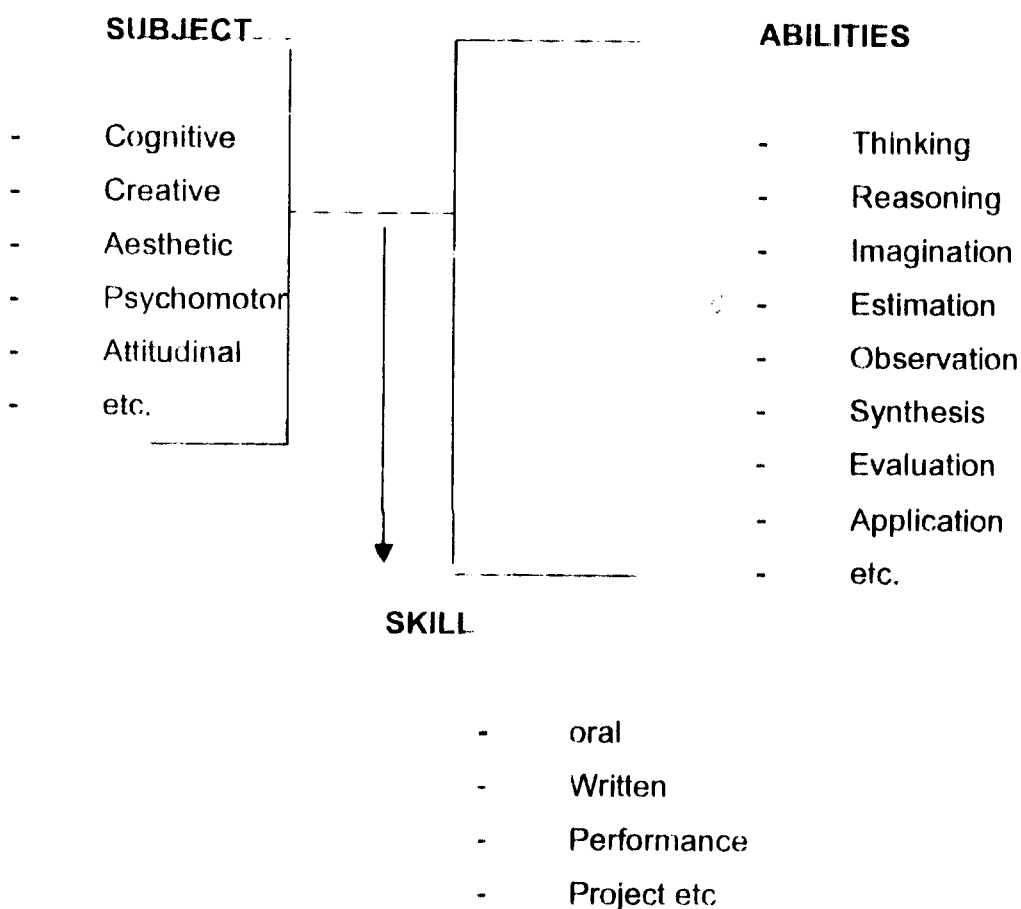 SUBJECT
- Cognitive
- Creative
- Aesthetic
- Psychomotor
- Attitudinal
- etc.
ABILITIES
- Thinking
- Reasoning
- Imagination
- Estimation
- Observation
- Synthesis
- Evaluation
- Application
- etc.
SKILL
- oral
- Written
- Performance
- Project etc